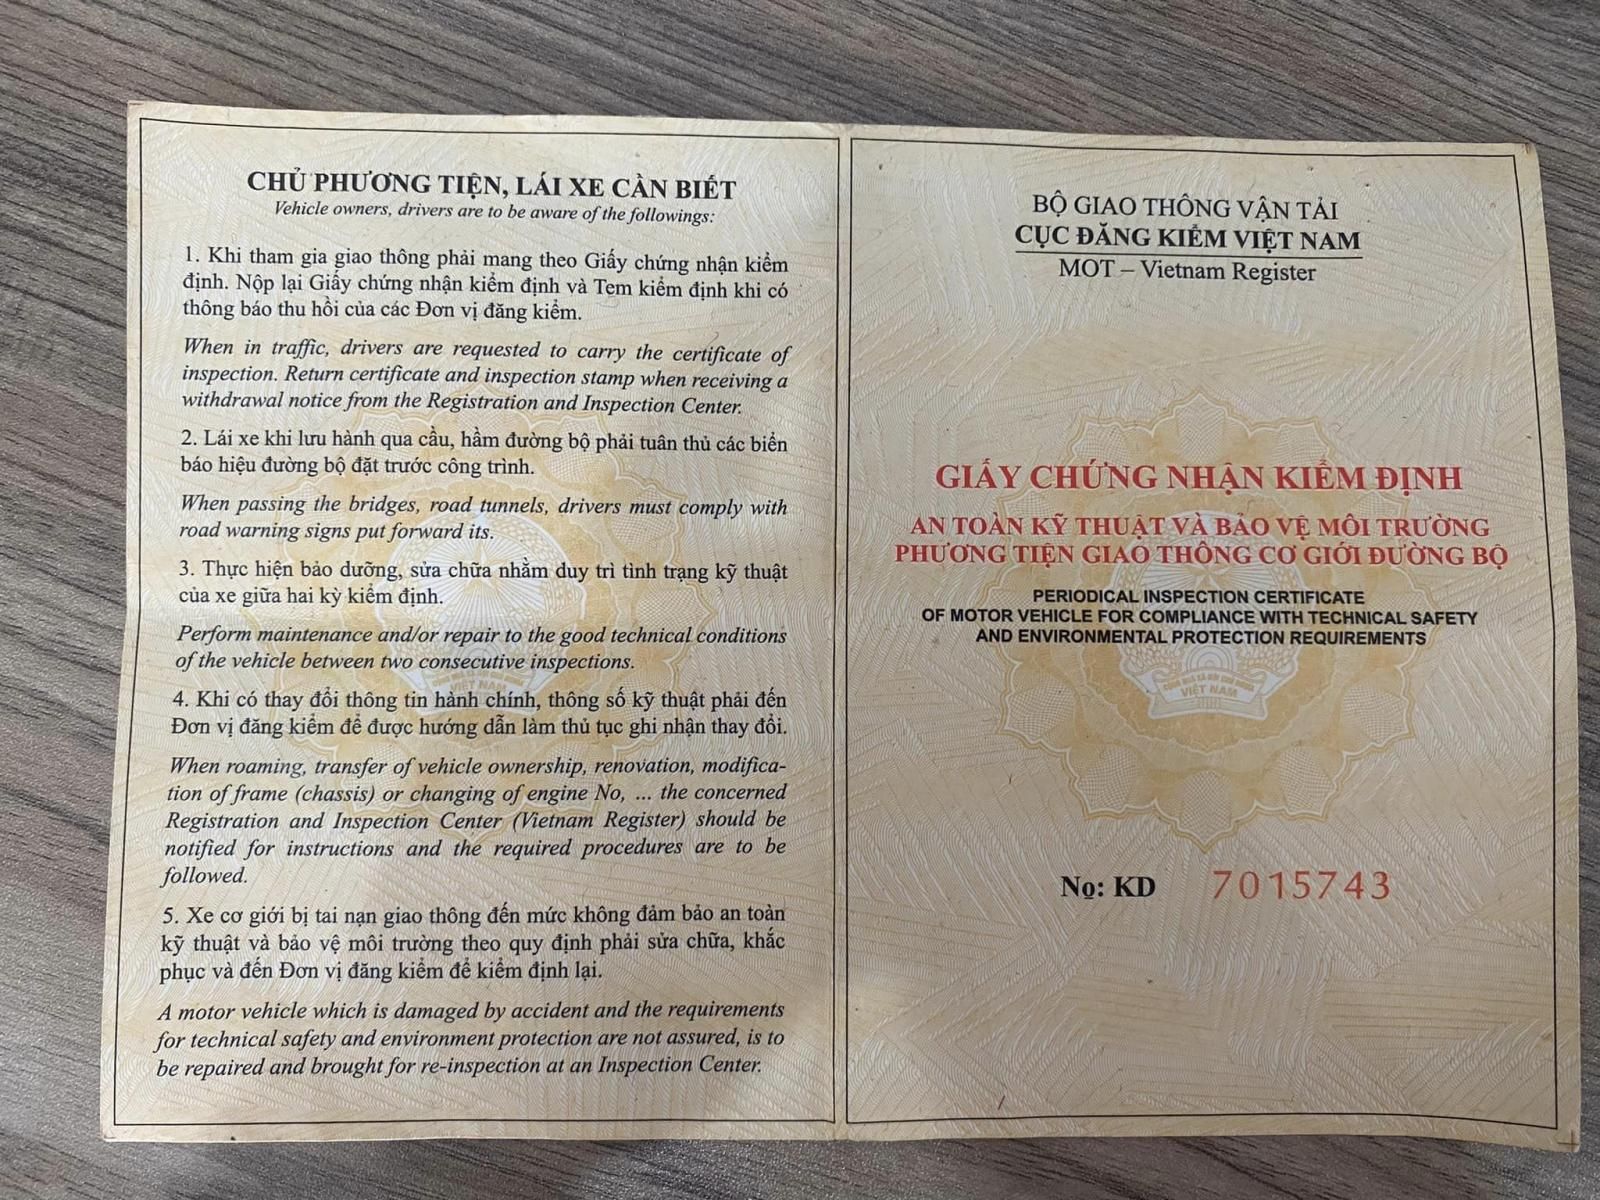 CHỦ PHƯƠNG TIỆN, LÁI XE CẦN BIẾT
Vehicle owners, drivers are to be aware of the followings:
1. Khi tham gia giao thông phải mang theo Giấy chứng nhận kiểm
định. Nộp lại Giấy chứng nhận kiểm định và Tem kiểm định khi có
thông báo thu hồi của các Đơn vị đăng kiểm.
When in traffic, drivers are requested to carry the certificate of
inspection. Return certificate and inspection stamp when receiving a
withdrawal notice from the Registration and Inspection Center.
2. Lái xe khi lưu hành qua cầu, hầm đường bộ phải tuân thủ các biển
báo hiệu đường bộ đặt trước công trình.
When passing the bridges, road tunnels, drivers must comply with
road warning signs put forward its.
3. Thực hiện bảo dưỡng, sửa chữa nhằm duy trì tình trạng kỹ thuật
của xe giữa hai kỳ kiểm định.
Perform maintenance and/or repair to the good technical conditions
of the vehicle between two consecutive inspections.
4. Khi có thay đổi thông tin hành chính, thông số kỹ thuật phải đến
Đơn vị đăng kiểm để được hướng dẫn làm thủ tục ghi nhận thay đổi.
When roaming, transfer of vehicle ownership, renovation, modifica-
tion of frame (chassis) or changing of engine No, ... the concerned
Registration and Inspection Center (Vietnam Register) should be
notified for instructions and the required procedures are to be
followed.
5. Xe cơ giới bị tai nạn giao thông đến mức không đảm bảo an toàn
kỹ thuật và bảo vệ môi trường theo quy định phải sửa chữa, khắc
phục và đến Đơn vị đăng kiểm để kiểm định lại.
A motor vehicle which is damaged by accident and the requirements
for technical safety and environment protection are not assured, is to
be repaired and brought for re-inspection at an Inspection Center.
BỘ GIAO THÔNG VẬN TẢI
CỤC ĐĂNG KIỂM VIỆT NAM
MOT – Vietnam Register
GIẤY CHỨNG NHẬN KIỂM ĐỊNH
AN TOÀN KỸ THUẬT VÀ BẢO VỆ MÔI TRƯỜNG
PHƯƠNG TIỆN GIAO THÔNG CƠ GIỚI ĐƯỜNG BỘ
PERIODICAL INSPECTION CERTIFICATE
OF MOTOR VEHICLE FOR COMPLIANCE WITH TECHNICAL SAFETY
AND ENVIRONMENTAL PROTECTION REQUIREMENTS
CỘNG HÒA XÃ HỘI CHỦ NGHĨA
VIỆT NAM
No: KD 7015743